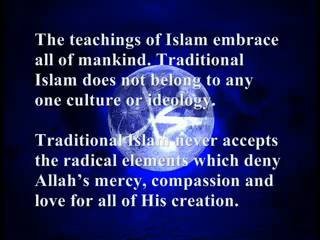 The teachings of Islam embrace
all of mankind. Traditional
Islam does not belong to any
one culture or ideology.
Traditional Islam never accepts
the radical elements which deny
Allah's mercy, compassion and
love for all of His creation.